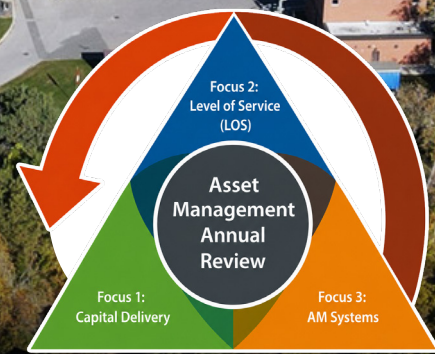 Focus 2:
Level of Service
(LOS)
Asset
Management
Annual
Review
Focus 1:
Capital Delivery
Focus 3:
AM Systems